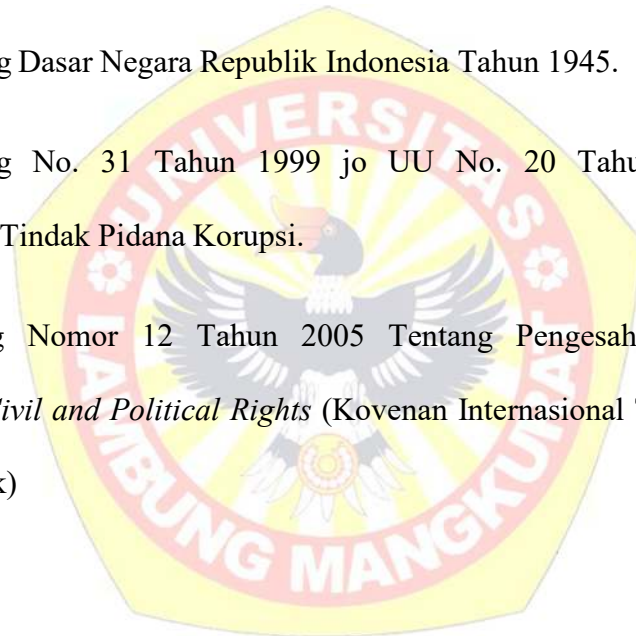 g Dasar Negara Republik Indonesia Tahun 1945.
g No. 31 Tahun 1999 jo UU No. 20 Tahu
Tindak Pidana Korupsi.
g Nomor 12 Tahun 2005 Tentang Pengesah
ivil and Political Rights (Kovenan Internasional T
k)
UNIVERSITAS
LAMBUNG MANGKURAT